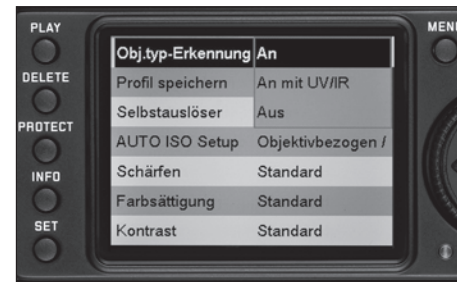 PLAY
MENU
DELETE
PROTECT
INFO
SET
Obj.typ-Erkennung An
Profil speichern An mit UV/IR
Selbstauslöser Aus
AUTO ISO Setup Objektivbezogen /
Schärfen Standard
Farbsättigung Standard
Kontrast Standard